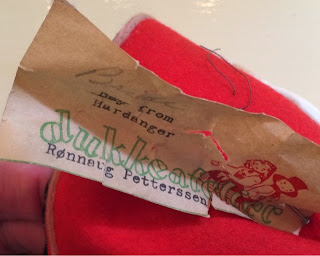 Boy from
Hardanger
dukkeatelier
Rønnaug Petterssen